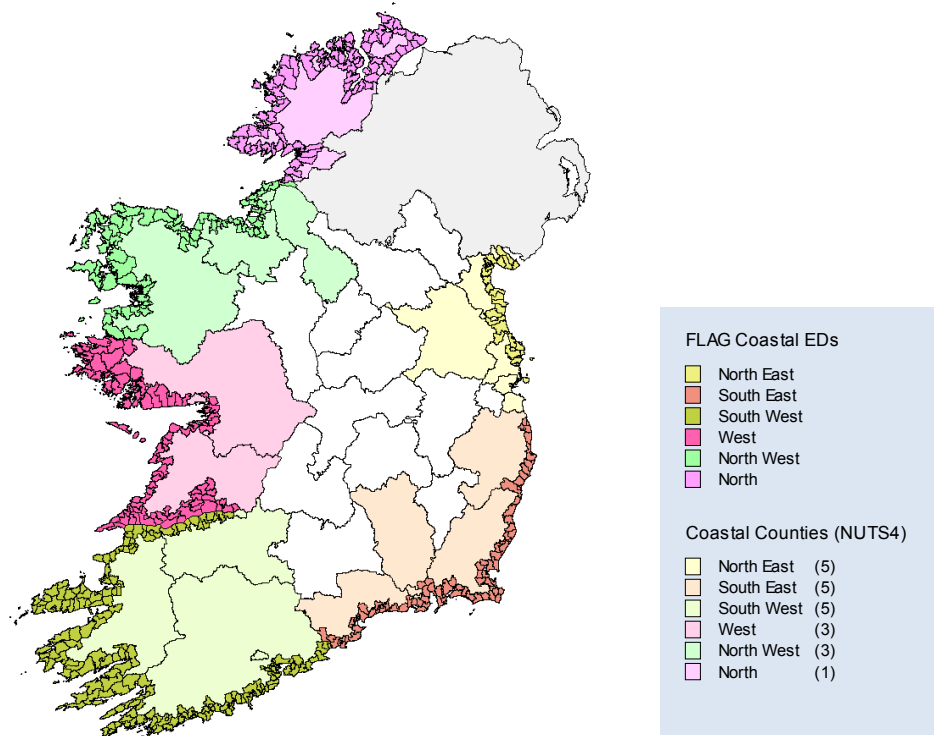 FLAG Coastal EDs
North East
South East
South West
West
North West
North
Coastal Counties (NUTS4)
North East (5)
South East (5)
South West (5)
West (3)
North West (3)
North (1)